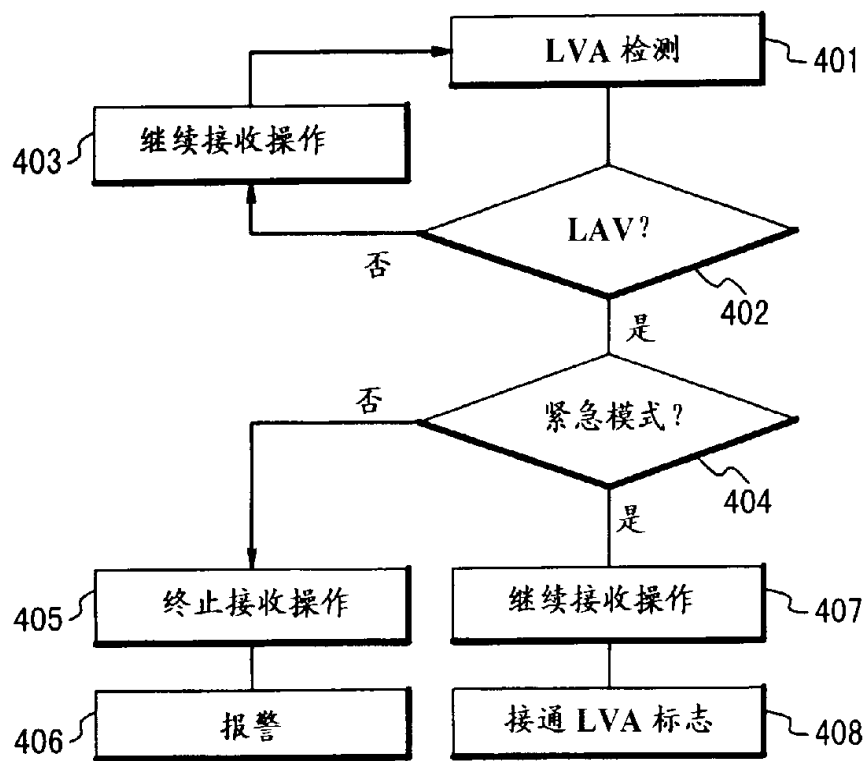 LVA 检测
401
继续接收操作
403
LAV?
否
402
是
紧急模式?
否
404
是
终止接收操作
405
继续接收操作
407
报警
406
接通 LVA 标志
408